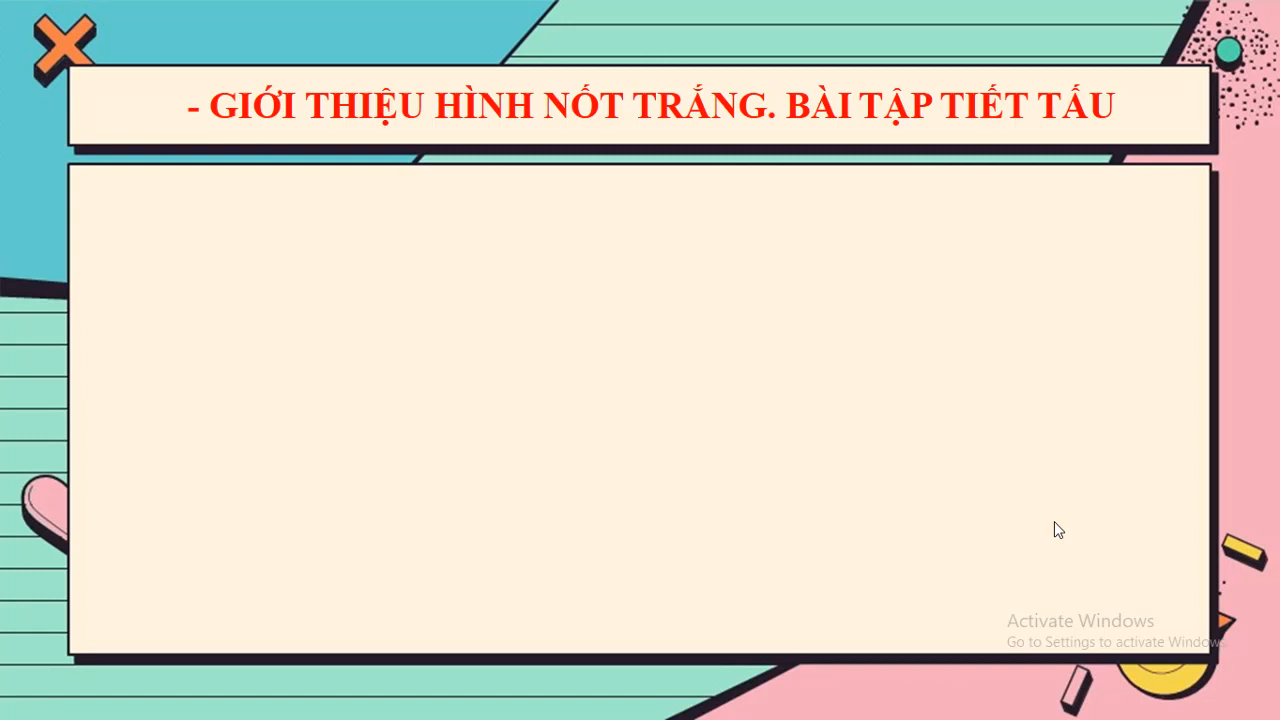 - GIỚI THIỆU HÌNH NỐT TRẮNG. BÀI TẬP TIẾT TẤU
Activate Windows
Go to Settings to activate Windows.